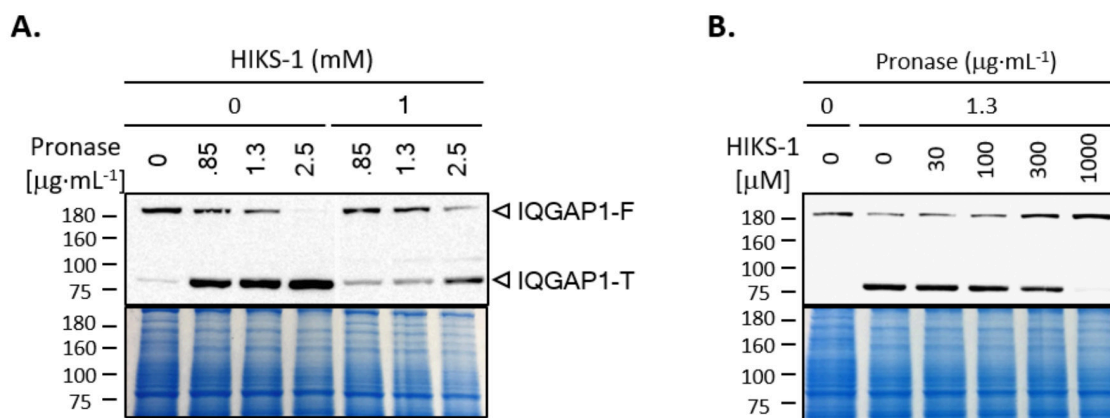 A.
HIKS-1 (mM)
0 1
Pronase
[µg·mL-1]
0 .85 1.3 2.5 .85 1.3 2.5
180
160
100
75
IQGAP1-F
IQGAP1-T
180
160
100
75
B.
Pronase (µg·mL-1)
0 1.3
HIKS-1
[µM]
0 0 30 100 300 1000
180
160
100
75
180
160
100
75